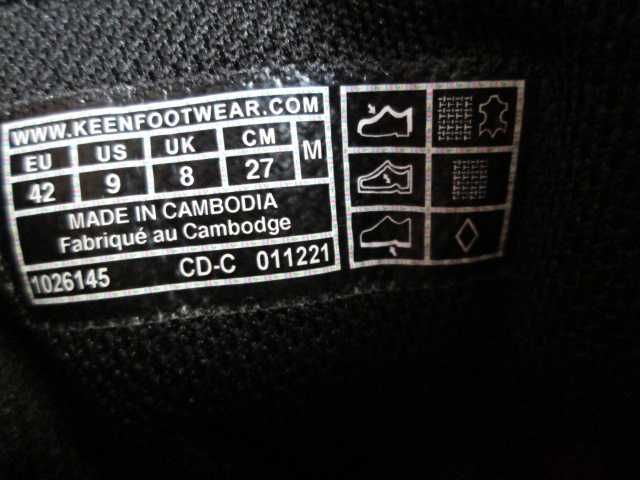 WWW.KEENFOOTWEAR.COM
EU US UK CM M
42 9 8 27
MADE IN CAMBODIA
Fabriqué au Cambodge
1026145 CD-C 011221